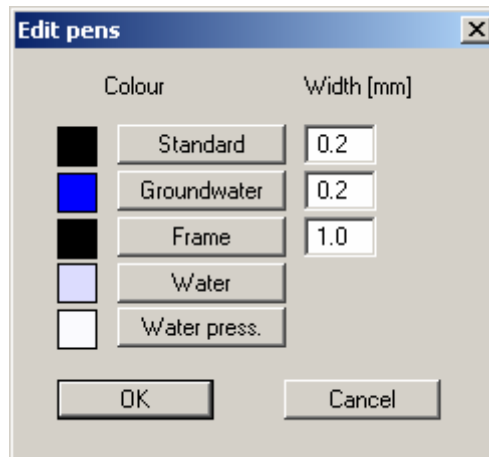 Edit pens
Colour Width [mm]
Standard 0.2
Groundwater 0.2
Frame 1.0
Water
Water press.
OK Cancel